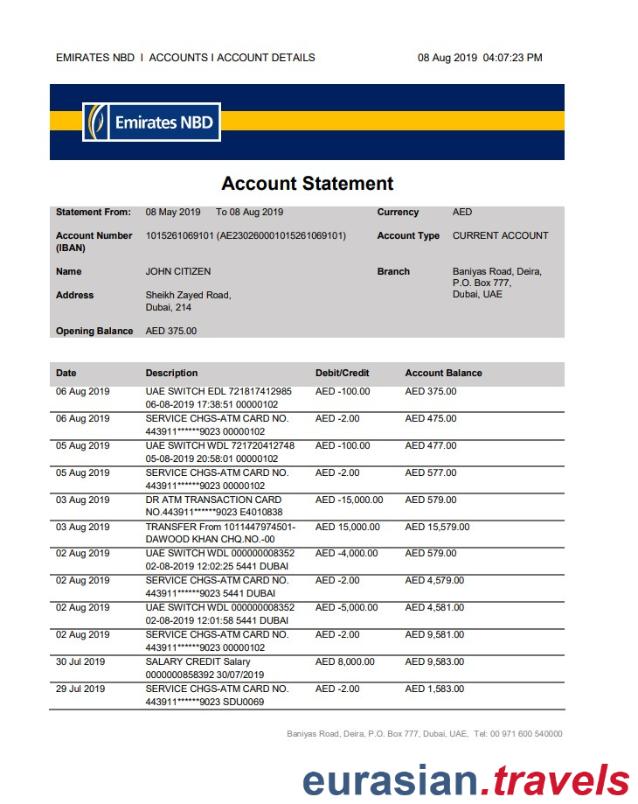 EMIRATES NBD I ACCOUNTS I ACCOUNT DETAILS 08 Aug 2019 04:07:23 PM
Emirates NBD
Account Statement
Statement From: 08 May 2019 To 08 Aug 2019 Currency AED
Account Number 1015261069101 (AE230260001015261069101) Account Type CURRENT ACCOUNT
(IBAN)
Name JOHN CITIZEN Branch Baniyas Road, Deira,
P.O. Box 777,
Address Sheikh Zayed Road, Dubai, UAE
Dubai, 214
Opening Balance AED 375.00
Date Description Debit/Credit Account Balance
06 Aug 2019 UAE SWITCH EDL 721817412985 AED -100.00 AED 375.00
06-08-2019 17:38:51 00000102
06 Aug 2019 SERVICE CHGS-ATM CARD NO. AED -2.00 AED 475.00
443911******9023 00000102
05 Aug 2019 UAE SWITCH WDL 721720412748 AED -100.00 AED 477.00
05-08-2019 20:58:01 00000102
05 Aug 2019 SERVICE CHGS-ATM CARD NO. AED -2.00 AED 577.00
443911******9023 00000102
03 Aug 2019 DR ATM TRANSACTION CARD AED -15,000.00 AED 579.00
NO.443911******9023 E4010838
03 Aug 2019 TRANSFER From 1011447974501- AED 15,000.00 AED 15,579.00
DAWOOD KHAN CHQ.NO.-00
02 Aug 2019 UAE SWITCH WDL 000000008352 AED -4,000.00 AED 579.00
02-08-2019 12:02:25 5441 DUBAI
02 Aug 2019 SERVICE CHGS-ATM CARD NO. AED -2.00 AED 4,579.00
443911******9023 5441 DUBAI
02 Aug 2019 UAE SWITCH WDL 000000008352 AED -5,000.00 AED 4,581.00
02-08-2019 12:01:58 5441 DUBAI
02 Aug 2019 SERVICE CHGS-ATM CARD NO. AED -2.00 AED 9,581.00
443911******9023 00000102
30 Jul 2019 SALARY CREDIT Salary AED 8,000.00 AED 9,583.00
0000000858392 30/07/2019
29 Jul 2019 SERVICE CHGS-ATM CARD NO. AED -2.00 AED 1,583.00
443911******9023 SDU0069
Baniyas Road, Deira, P.O. Box 777, Dubai, UAE, Tel: 00 971 600 540000
eurasian.travels